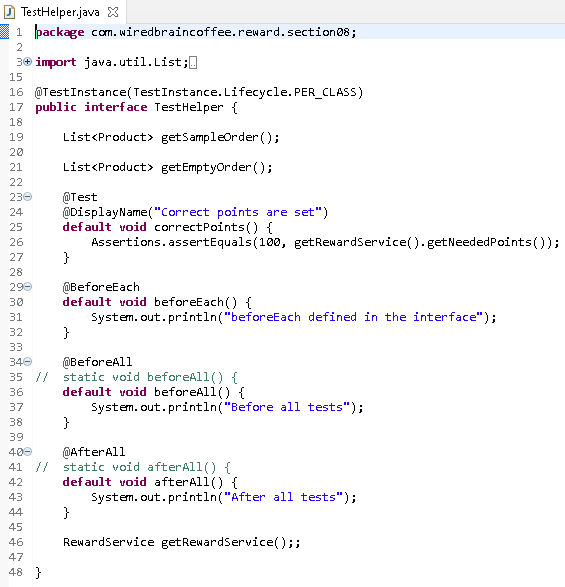 TestHelper.java
1 package com.wiredbraincoffee.reward.section08;
2
3 import java.util.List;
15
16 @TestInstance(TestInstance.Lifecycle.PER_CLASS)
17 public interface TestHelper {
18
19     List<Product> getSampleOrder();
20
21     List<Product> getEmptyOrder();
22
23     @Test
24     @DisplayName("Correct points are set")
25     default void correctPoints() {
26         Assertions.assertEquals(100, getRewardService().getNeededPoints());
27     }
28
29     @BeforeEach
30     default void beforeEach() {
31         System.out.println("beforeEach defined in the interface");
32     }
33
34     @BeforeAll
35 //  static void beforeAll() {
36     default void beforeAll() {
37         System.out.println("Before all tests");
38     }
39
40     @AfterAll
41 //  static void afterAll() {
42     default void afterAll() {
43         System.out.println("After all tests");
44     }
45
46     RewardService getRewardService();;
47
48 }